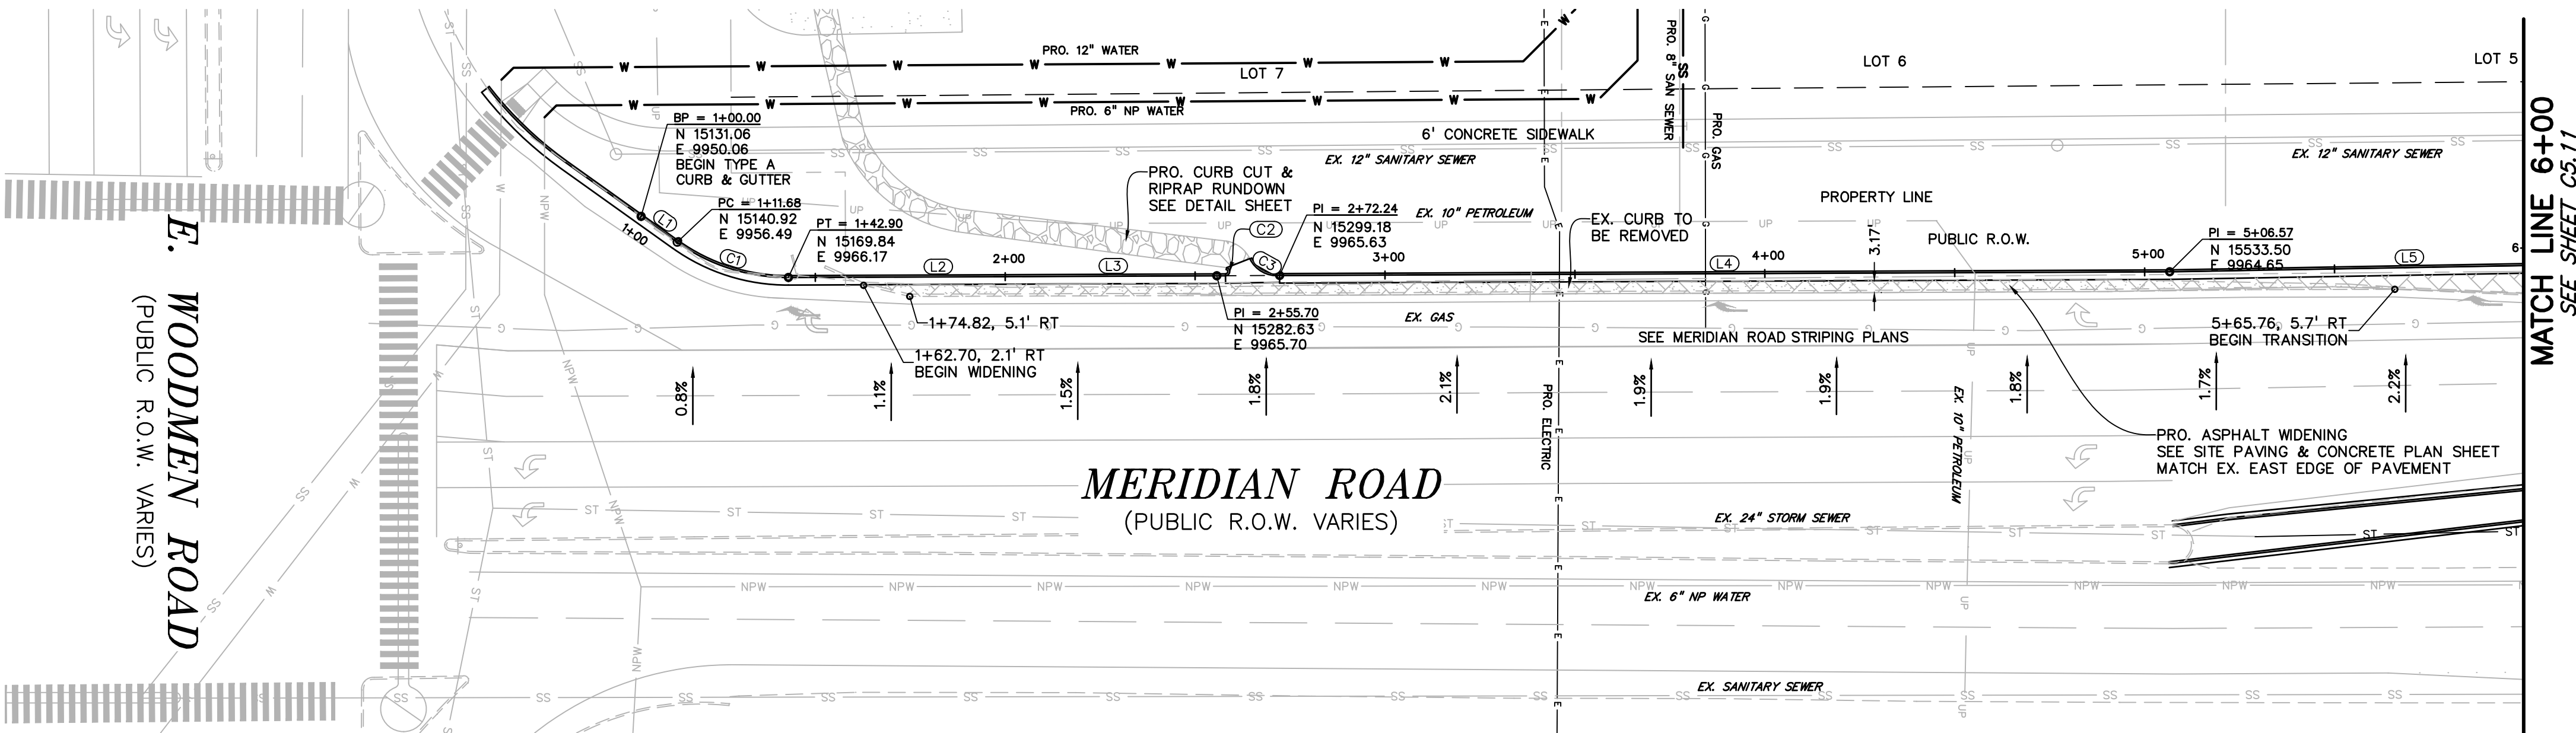 PRO. 12" WATER
LOT 7
PRO. 6" NP WATER
PRO. 8" SAN SEWER
SS
PRO. GAS
LOT 6
LOT 5
MATCH LINE 6+00
SEE SHEET C5.11
BP = 1+00.00
N 15131.06
E 9950.06
BEGIN TYPE A
CURB & GUTTER
6' CONCRETE SIDEWALK
EX. 12" SANITARY SEWER
EX. 12" SANITARY SEWER
PRO. CURB CUT &
RIPRAP RUNDOWN
SEE DETAIL SHEET
PROPERTY LINE
PC = 1+11.68
N 15140.92
E 9956.49
PT = 1+42.90
N 15169.84
E 9966.17
PI = 2+72.24
N 15299.18
E 9965.63
EX. 10" PETROLEUM
EX. CURB TO
BE REMOVED
3.17'
PUBLIC R.O.W.
PI = 5+06.57
N 15533.50
E 9964.65
L1
1+00
C1
L2
2+00
L3
C2
C3
3+00
L4
4+00
5+00
L5
6+
1+74.82, 5.1' RT
1+62.70, 2.1' RT
BEGIN WIDENING
PI = 2+55.70
N 15282.63
E 9965.70
EX. GAS
SEE MERIDIAN ROAD STRIPING PLANS
5+65.76, 5.7' RT
BEGIN TRANSITION
0.8%
1.1%
1.5%
1.8%
2.1%
1.9%
1.9%
1.8%
1.7%
2.2%
PRO. ELECTRIC
EX. 10" PETROLEUM
PRO. ASPHALT WIDENING
SEE SITE PAVING & CONCRETE PLAN SHEET
MATCH EX. EAST EDGE OF PAVEMENT
E. WOODMEN ROAD
(PUBLIC R.O.W. VARIES)
MERIDIAN ROAD
(PUBLIC R.O.W. VARIES)
EX. 24" STORM SEWER
EX. 6" NP WATER
EX. SANITARY SEWER